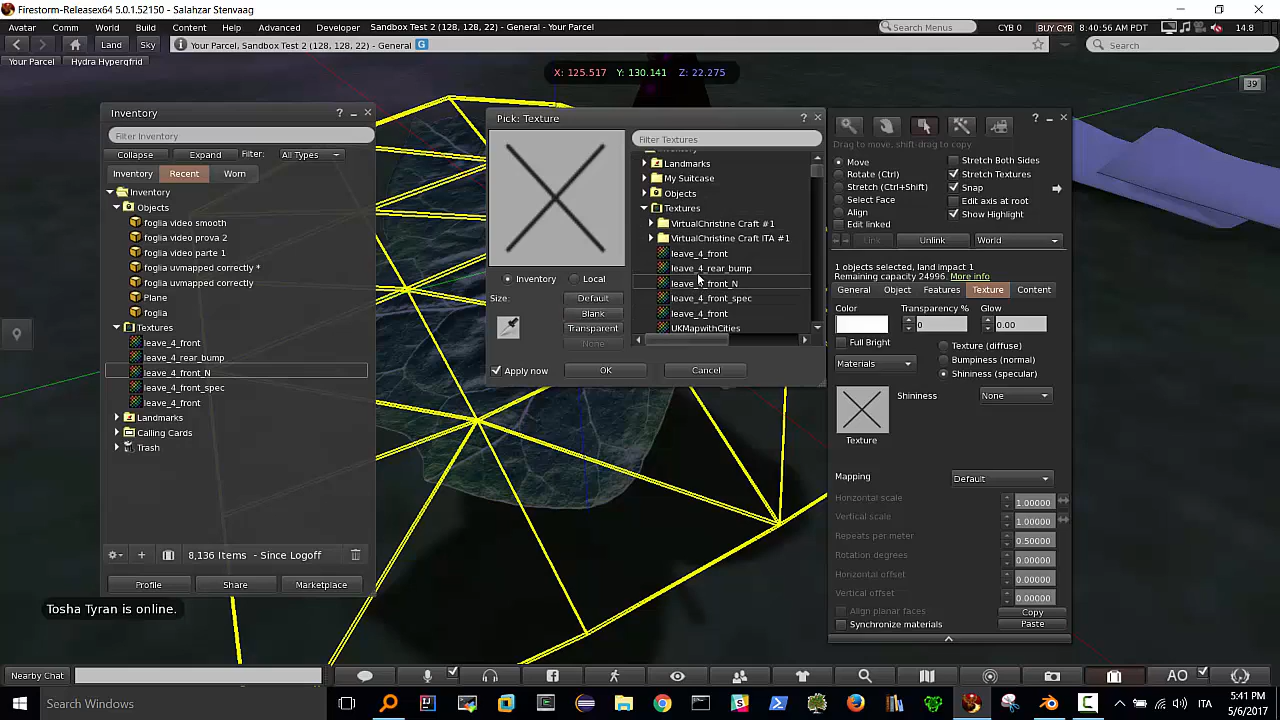 Firestorm-Releasex64 5.0.1.52150 - Salahzar Stenvaag
Avatar Comm World Build Content Help Advanced Developer Sandbox Test 2 (128, 128, 22) - General - Your Parcel
Search Menus CYB 0 BUY CYB 8:40:56 AM PDT 14.8
Land Sky Your Parcel, Sandbox Test 2 (128, 128, 22) - General G Search
Your Parcel Hydra Hypergrid
X: 125.517 Y: 130.141 Z: 22.275
39
Inventory ? 
Filter Inventory
Collapse Expand Filter: All Types
Inventory Recent Worn
Inventory
Objects
foglia video smooth
foglia video prova 2
foglia video parte 1
foglia uvmapped correctly *
foglia uvmapped correctly
Plane
foglia
Textures
leave_4_front
leave_4_rear_bump
leave_4_front_N
leave_4_front_spec
leave_4_front
Landmarks
Calling Cards
Trash
8,136 Items - Since Logoff
Profile Share Marketplace
Tosha Tyran is online.
Pick: Texture ?
Filter Textures
Landmarks
My Suitcase
Objects
Textures
VirtualChristine Craft #1
VirtualChristine Craft ITA #1
leave_4_front
leave_4_rear_bump
leave_4_front_N
leave_4_front_spec
leave_4_front
UKMapwithCities
Inventory Local
Size: Default
Blank
Transparent
None
Apply now OK Cancel
?
Drag to move, shift-drag to copy
Move
Rotate (Ctrl)
Stretch (Ctrl+Shift)
Select Face
Align
Edit linked
Stretch Both Sides
Stretch Textures
Snap
Edit axis at root
Show Highlight
Link Unlink World
1 objects selected, land impact 1
Remaining capacity 24996. More info
General Object Features Texture Content
Color Transparency % Glow
0 0.00
Full Bright
Materials
Texture (diffuse)
Bumpiness (normal)
Shininess (specular)
Shininess None
Texture
Mapping Default
Horizontal scale 1.00000
Vertical scale 1.00000
Repeats per meter 0.50000
Rotation degrees 0.00000
Horizontal offset 0.00000
Vertical offset 0.00000
Align planar faces Copy
Synchronize materials Paste
Nearby Chat AO
Search Windows
ITA 5:41 PM
5/6/2017